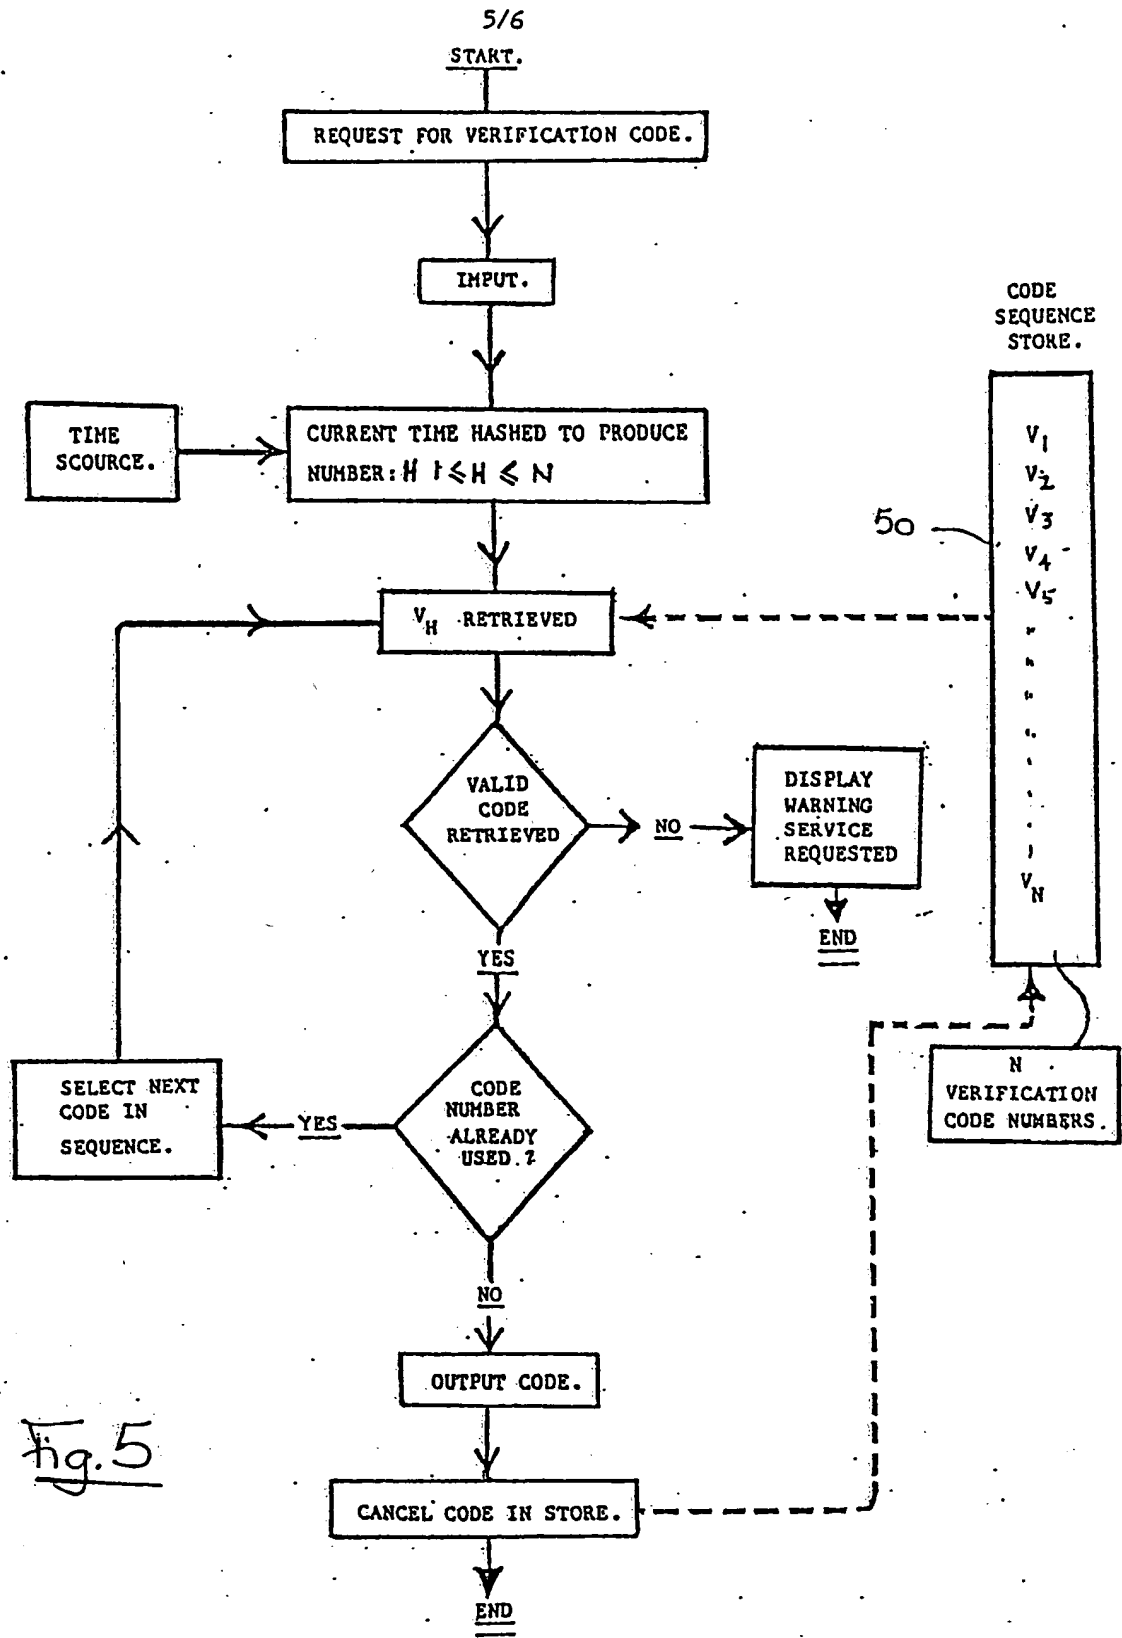 5/6
START.
REQUEST FOR VERIFICATION CODE.
IMPUT.
CODE
SEQUENCE
STORE.
TIME
SCOURCE.
CURRENT TIME HASHED TO PRODUCE
NUMBER: H 1 ≤ H ≤ N
V1
V2
V3
V4
V5
VN
50
VH RETRIEVED
VALID
CODE
RETRIEVED
NO
DISPLAY
WARNING
SERVICE
REQUESTED
END
YES
N
VERIFICATION
CODE NUMBERS.
SELECT NEXT
CODE IN
SEQUENCE.
YES
CODE
NUMBER
ALREADY
USED.?
NO
OUTPUT CODE.
Fig. 5
CANCEL CODE IN STORE.
END